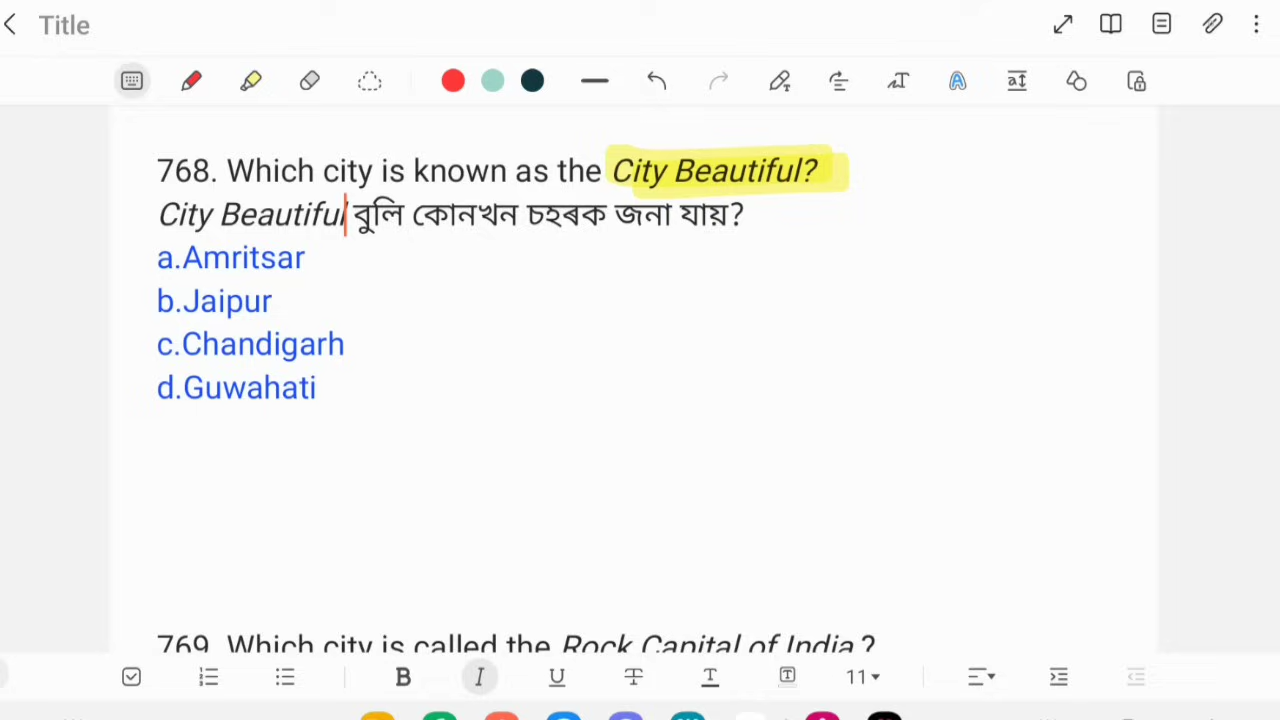 Title
768. Which city is known as the City Beautiful?
City Beautiful বুলি কোনখন চহৰক জনা যায়?
a.Amritsar
b.Jaipur
c.Chandigarh
d.Guwahati
769. Which city is called the Rock Capital of India?
B I U T T T 11